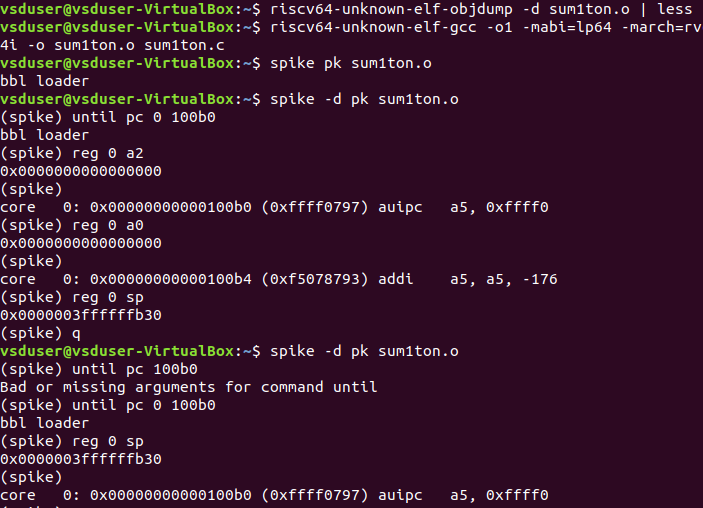 vsduser@vsduser-VirtualBox:~$ riscv64-unknown-elf-objdump -d sum1ton.o | less
vsduser@vsduser-VirtualBox:~$ riscv64-unknown-elf-gcc -o1 -mabi=lp64 -march=rv
4i -o sum1ton.o sum1ton.c
vsduser@vsduser-VirtualBox:~$ spike pk sum1ton.o
bbl loader
vsduser@vsduser-VirtualBox:~$ spike -d pk sum1ton.o
(spike) until pc 0 100b0
bbl loader
(spike) reg 0 a2
0x0000000000000000
(spike)
core   0: 0x00000000000100b0 (0xffff0797) auipc   a5, 0xffff0
(spike) reg 0 a0
0x0000000000000000
(spike)
core   0: 0x00000000000100b4 (0xf5078793) addi    a5, a5, -176
(spike) reg 0 sp
0x0000003ffffffb30
(spike) q
vsduser@vsduser-VirtualBox:~$ spike -d pk sum1ton.o
(spike) until pc 100b0
Bad or missing arguments for command until
(spike) until pc 0 100b0
bbl loader
(spike) reg 0 sp
0x0000003ffffffb30
(spike)
core   0: 0x00000000000100b0 (0xffff0797) auipc   a5, 0xffff0